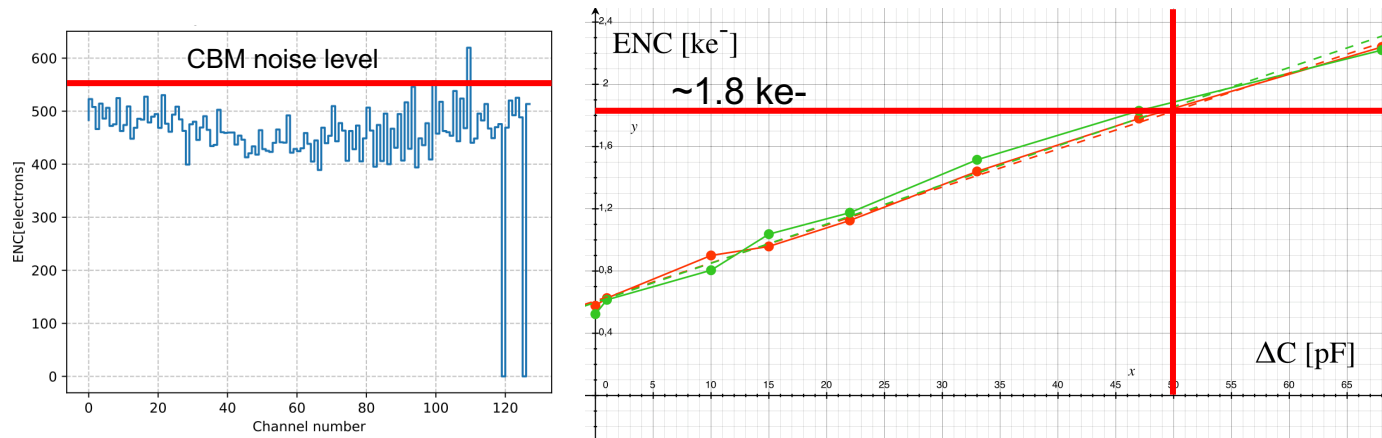 CBM noise level
600
500
400
300
200
100
0
ENC[electrons]
0 20 40 60 80 100 120
Channel number
2,4
ENC [ke-]
2
~1.8 ke-
y
1,6
1,2
0,8
0,4
ΔC [pF]
x
0 5 10 15 20 25 30 35 40 45 50 55 60 65